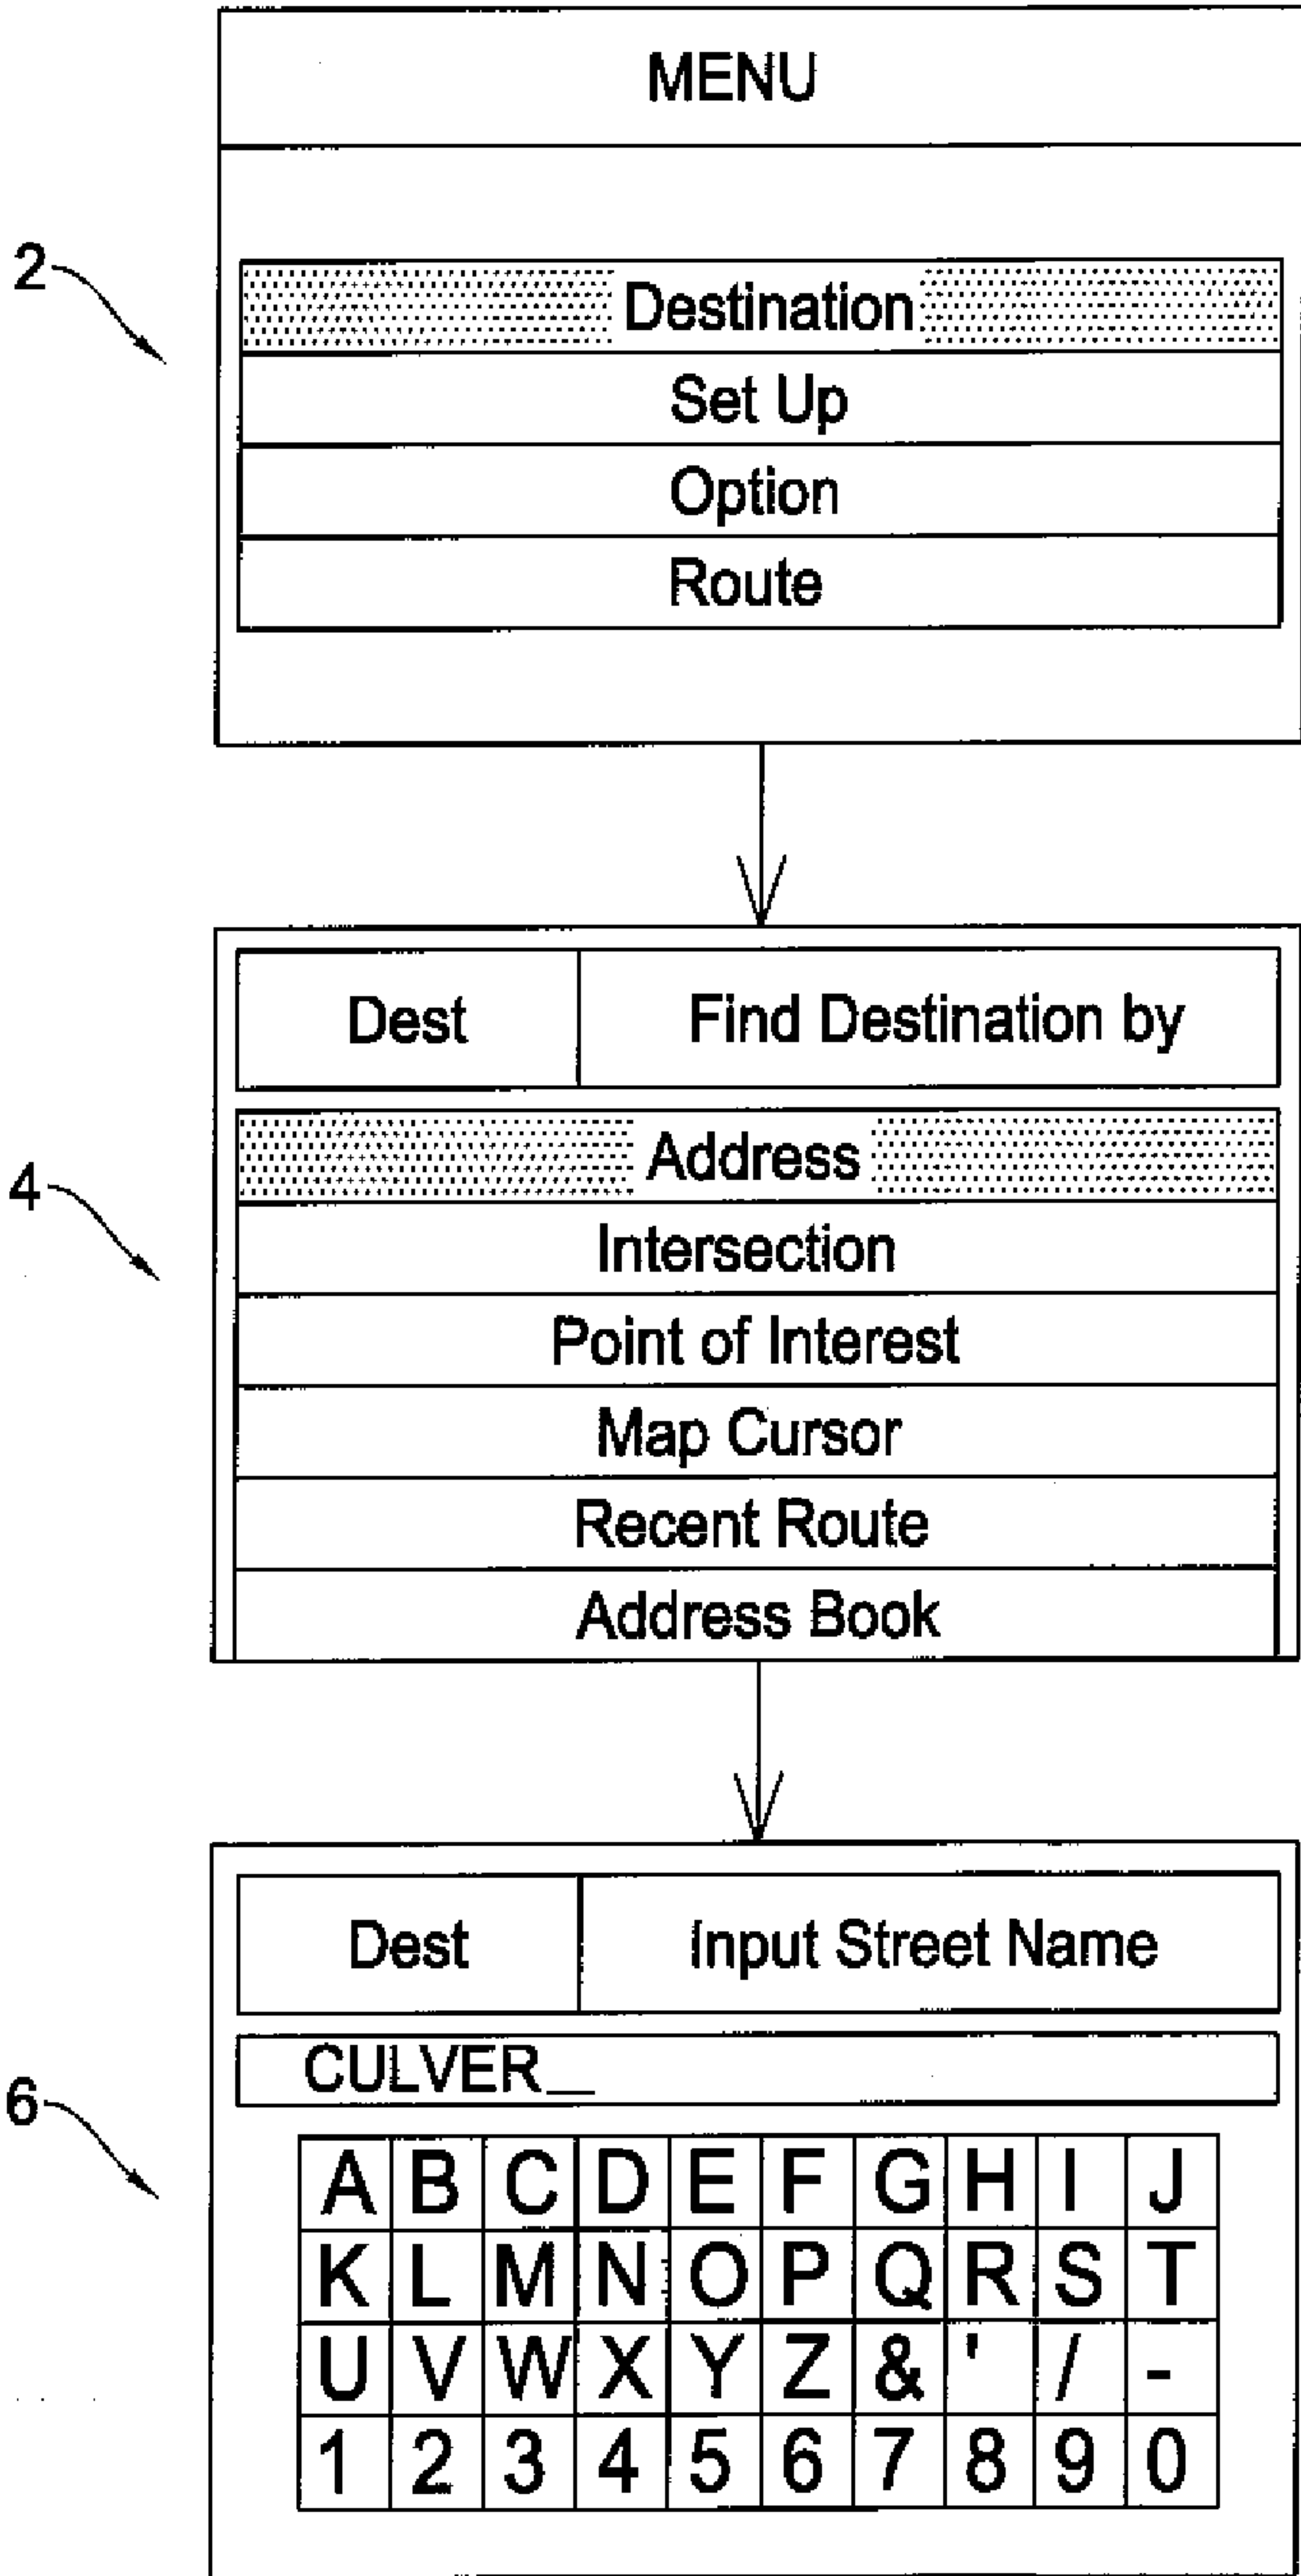 MENU
2
Destination
Set Up
Option
Route
Dest Find Destination by
4
Address
Intersection
Point of Interest
Map Cursor
Recent Route
Address Book
Dest Input Street Name
CULVER_
6
A B C D E F G H I J
K L M N O P Q R S T
U V W X Y Z & ' / -
1 2 3 4 5 6 7 8 9 0